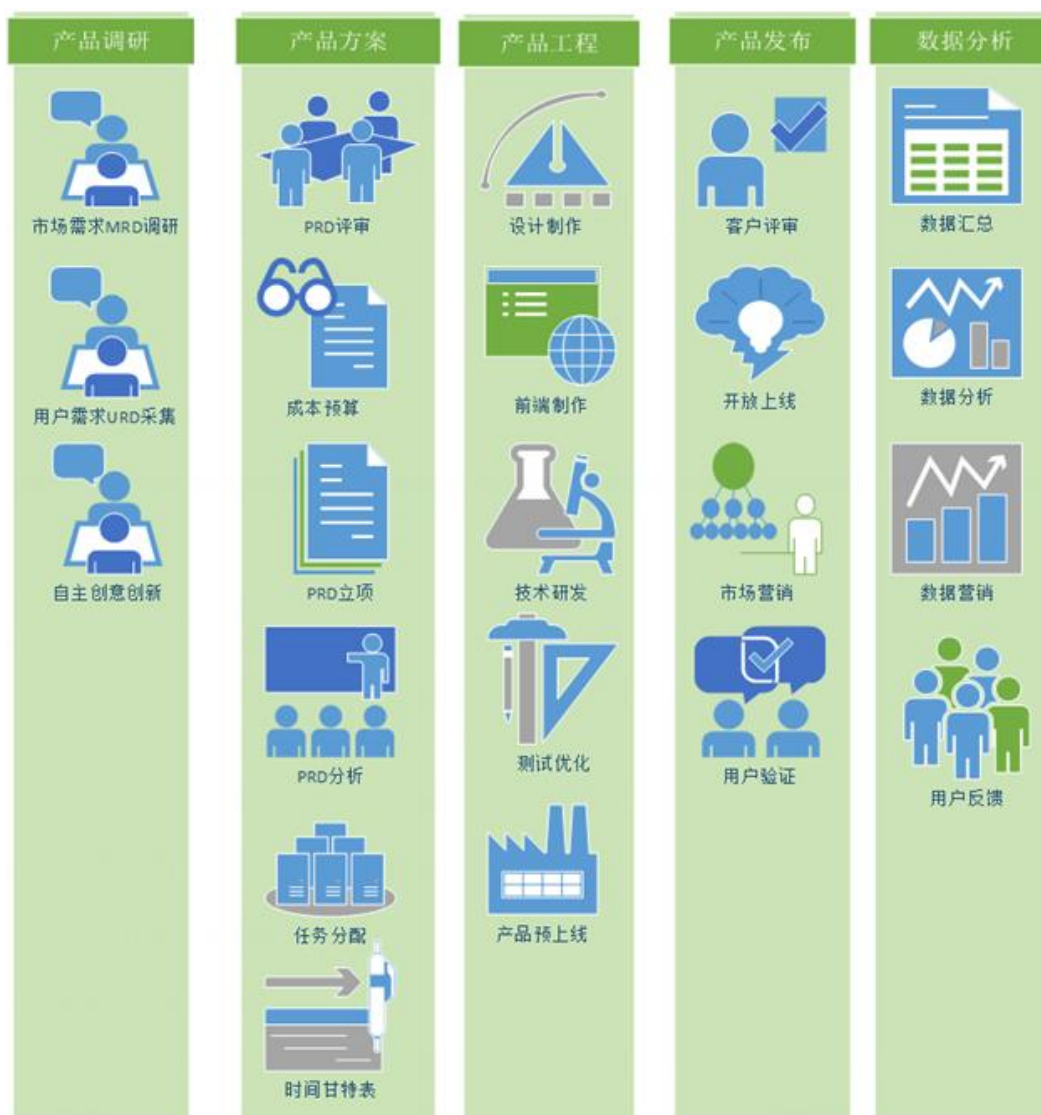 产品调研
市场需求MRD调研
用户需求URD采集
自主创意创新
产品方案
PRD评审
成本预算
PRD立项
PRD分析
任务分配
时间甘特表
产品工程
设计制作
前端制作
技术研发
测试优化
产品预上线
产品发布
客户评审
开放上线
市场营销
用户验证
数据分析
数据汇总
数据分析
数据营销
用户反馈